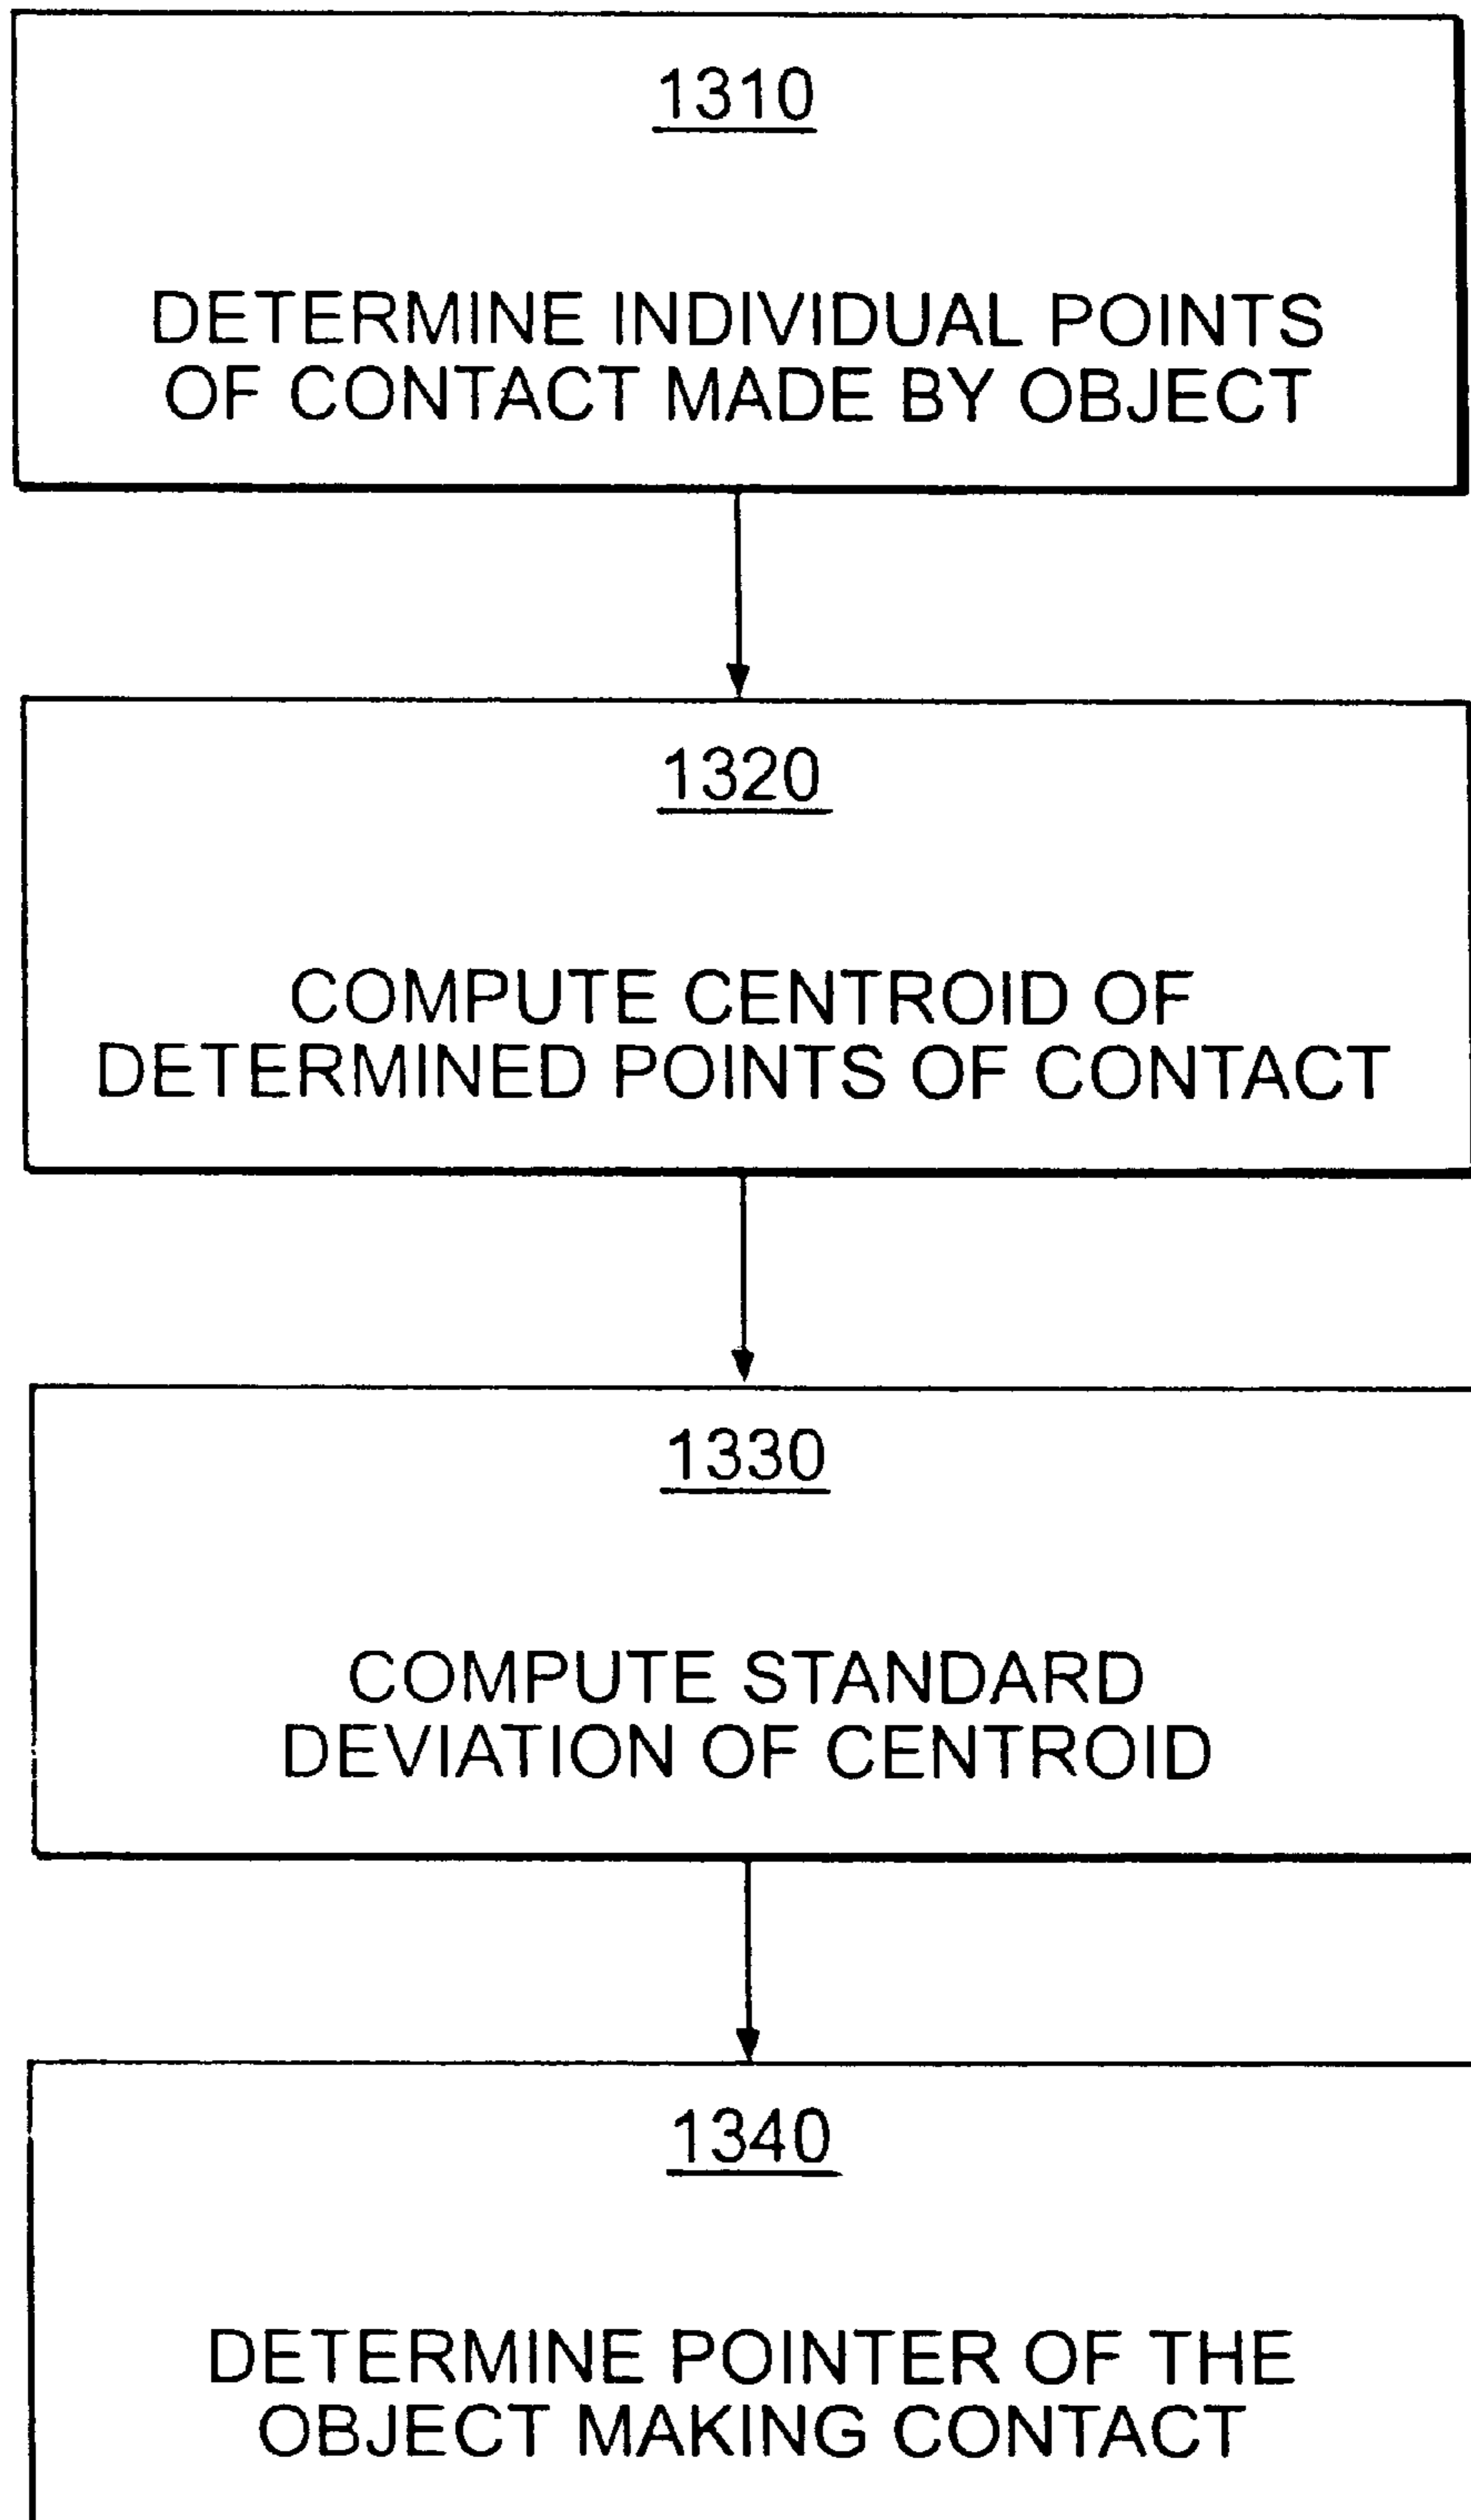 1310
DETERMINE INDIVIDUAL POINTS
OF CONTACT MADE BY OBJECT
1320
COMPUTE CENTROID OF
DETERMINED POINTS OF CONTACT
1330
COMPUTE STANDARD
DEVIATION OF CENTROID
1340
DETERMINE POINTER OF THE
OBJECT MAKING CONTACT